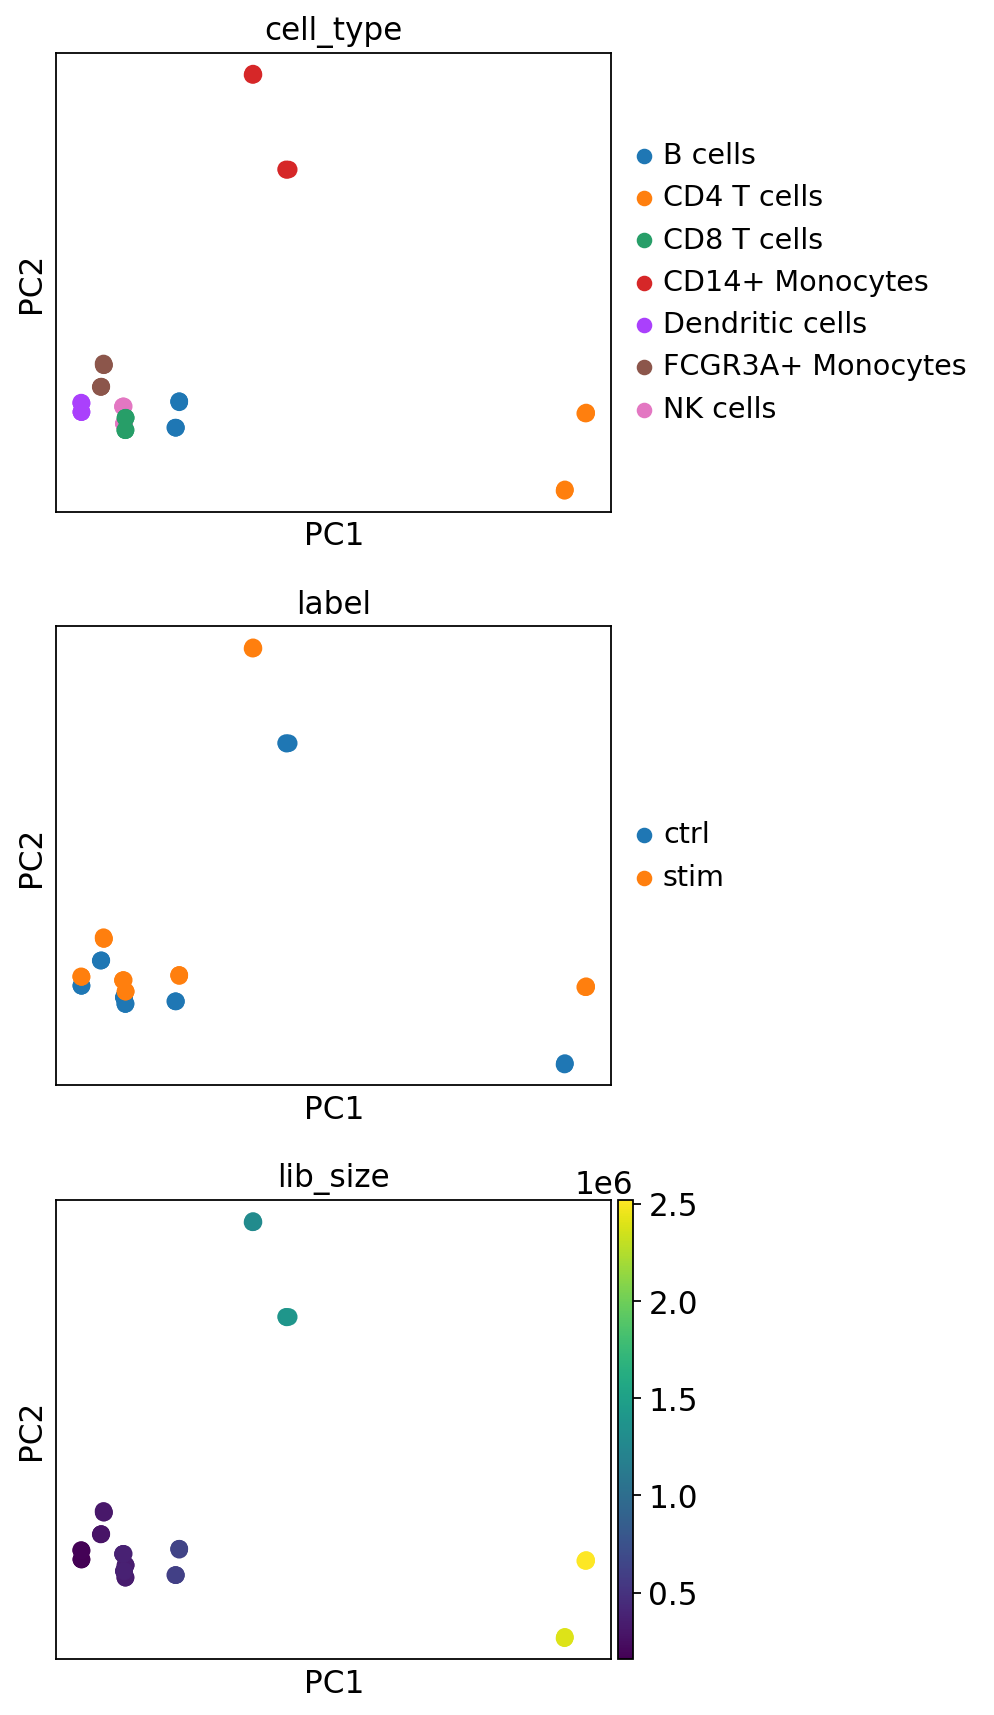 cell_type
PC2
B cells
CD4 T cells
CD8 T cells
CD14+ Monocytes
Dendritic cells
FCGR3A+ Monocytes
NK cells
PC1
label
PC2
ctrl
stim
PC1
lib_size
1e6
PC2
2.5
2.0
1.5
1.0
0.5
PC1